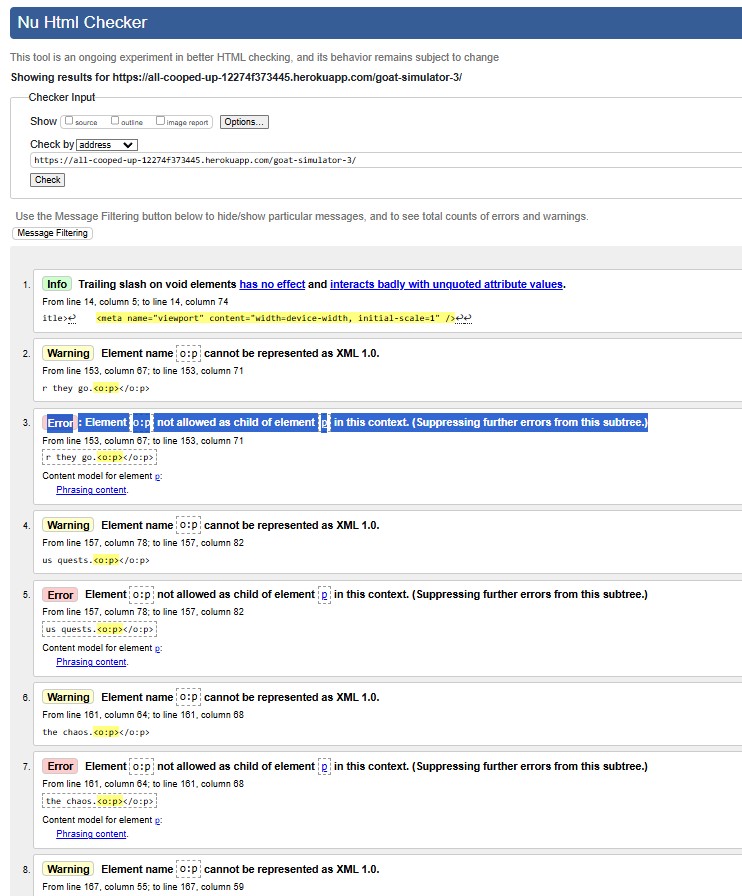 Nu Html Checker
This tool is an ongoing experiment in better HTML checking, and its behavior remains subject to change
Showing results for https://all-cooped-up-12274f373445.herokuapp.com/goat-simulator-3/
Checker Input
Show source outline image report Options...
Check by address
https://all-cooped-up-12274f373445.herokuapp.com/goat-simulator-3/
Check
Use the Message Filtering button below to hide/show particular messages, and to see total counts of errors and warnings.
Message Filtering
1. Info Trailing slash on void elements has no effect and interacts badly with unquoted attribute values.
From line 14, column 5; to line 14, column 74
itle>↩ <meta name="viewport" content="width=device-width, initial-scale=1" />↩↩
2. Warning Element name o:p cannot be represented as XML 1.0.
From line 153, column 67; to line 153, column 71
r they go.<o:p></o:p>
3. Error: Element o:p not allowed as child of element p in this context. (Suppressing further errors from this subtree.)
From line 153, column 67; to line 153, column 71
r they go.<o:p></o:p>
Content model for element p:
Phrasing content.
4. Warning Element name o:p cannot be represented as XML 1.0.
From line 157, column 78; to line 157, column 82
us quests.<o:p></o:p>
5. Error Element o:p not allowed as child of element p in this context. (Suppressing further errors from this subtree.)
From line 157, column 78; to line 157, column 82
us quests.<o:p></o:p>
Content model for element p:
Phrasing content.
6. Warning Element name o:p cannot be represented as XML 1.0.
From line 161, column 64; to line 161, column 68
the chaos.<o:p></o:p>
7. Error Element o:p not allowed as child of element p in this context. (Suppressing further errors from this subtree.)
From line 161, column 64; to line 161, column 68
the chaos.<o:p></o:p>
Content model for element p:
Phrasing content.
8. Warning Element name o:p cannot be represented as XML 1.0.
From line 167, column 55; to line 167, column 59